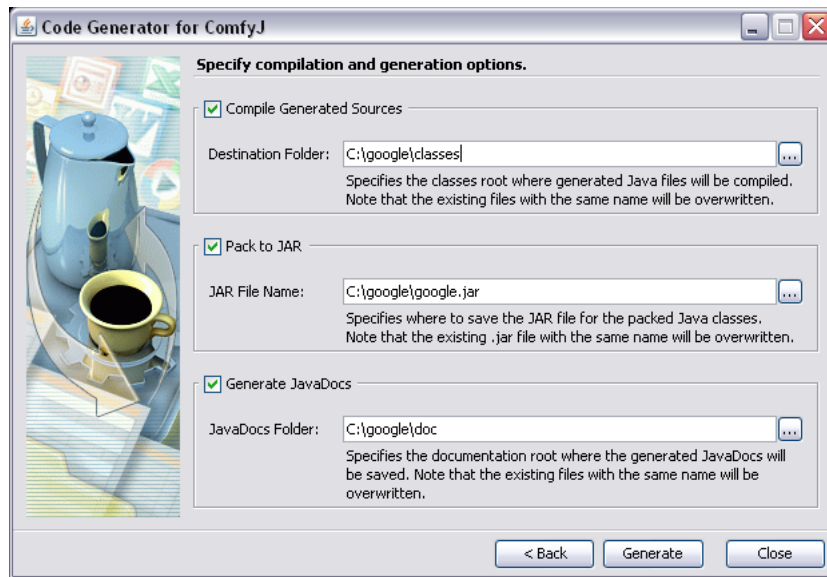 Code Generator for ComfyJ
Specify compilation and generation options.
Compile Generated Sources
Destination Folder: C:\google\classes ...
Specifies the classes root where generated Java files will be compiled.
Note that the existing files with the same name will be overwritten.
Pack to JAR
JAR File Name: C:\google\google.jar ...
Specifies where to save the JAR file for the packed Java classes.
Note that the existing .jar file with the same name will be overwritten.
Generate JavaDocs
JavaDocs Folder: C:\google\doc ...
Specifies the documentation root where the generated JavaDocs will
be saved. Note that the existing files with the same name will be
overwritten.
< Back Generate Close